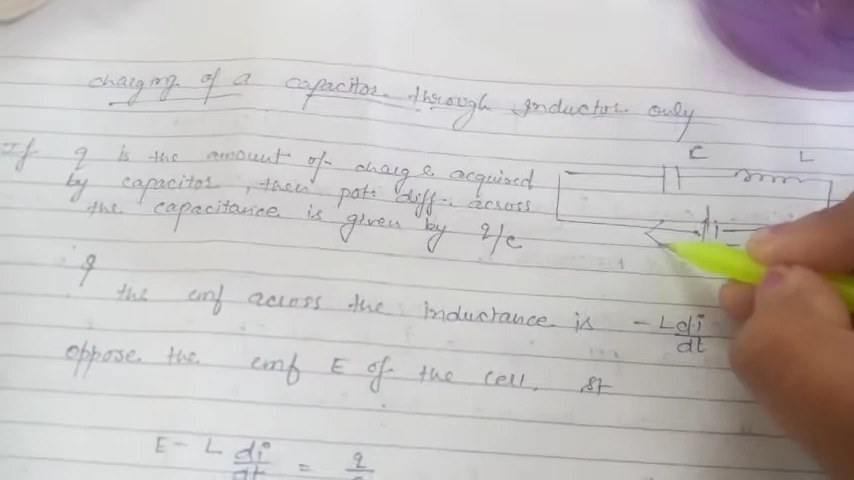 charging of a capacitor through Inductor only
C L
If q is the amount of charge acquired
by capacitor, then pot. diff. across
the capacitance is given by q/c
q
the emf across the inductance is - L di/dt
oppose the emf E of the cell. St
E - L di/dt = q